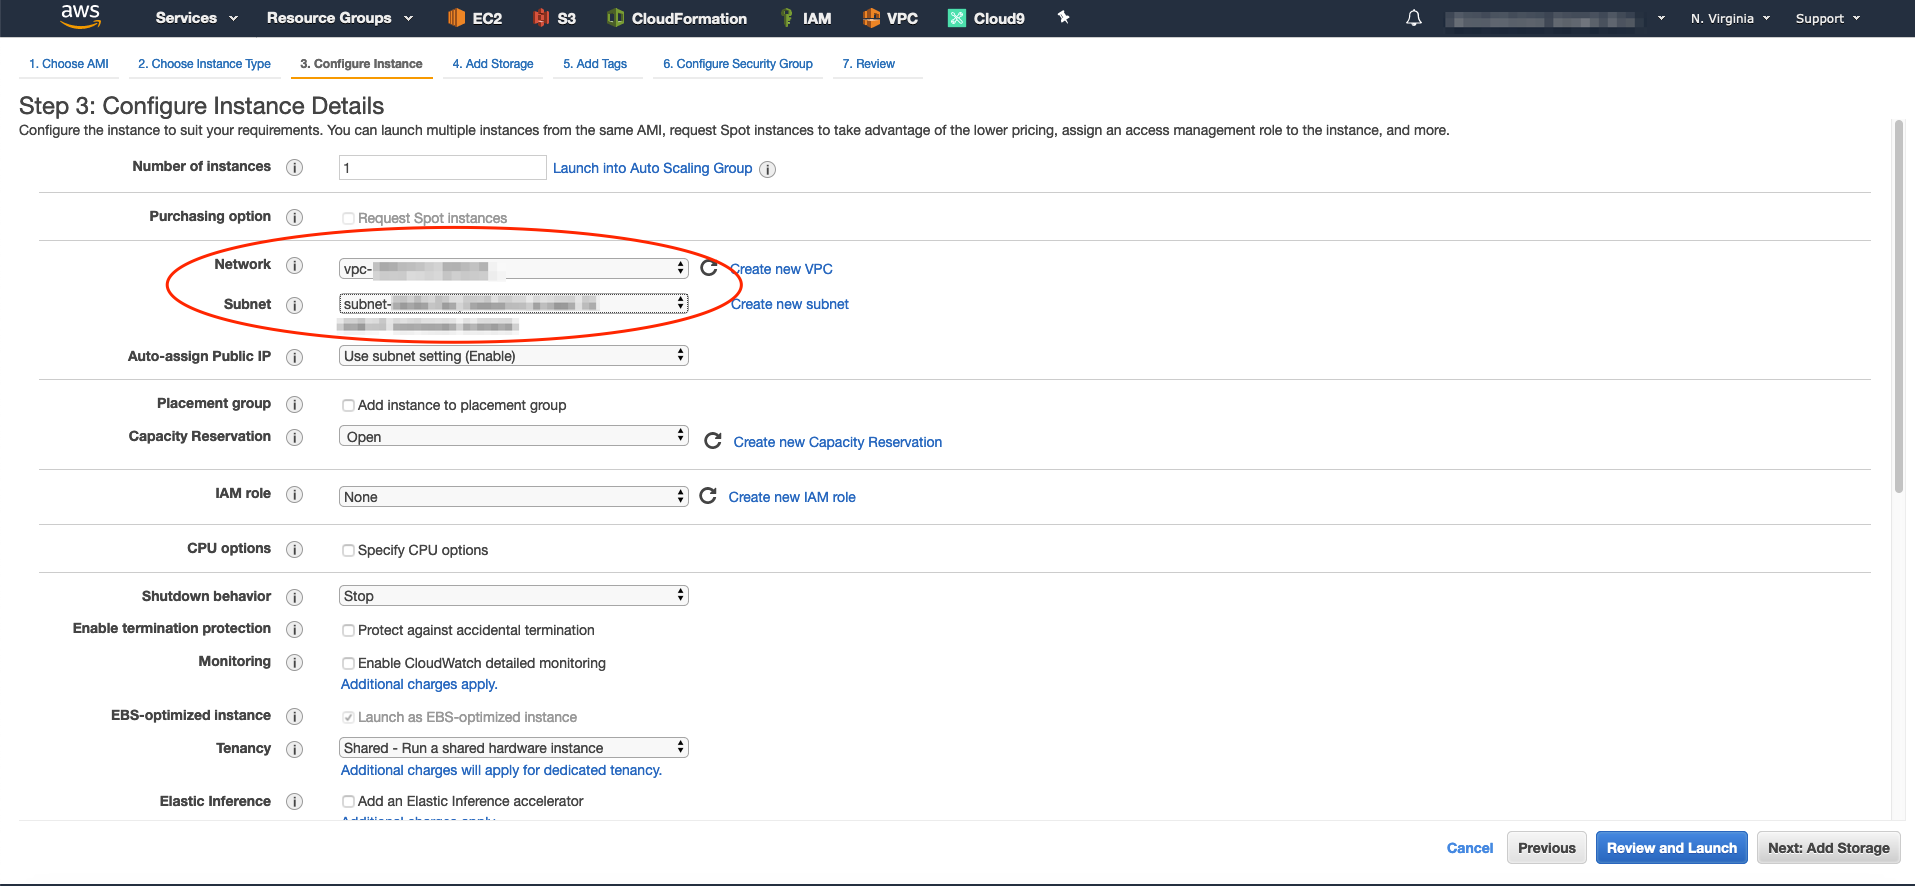 aws Services Resource Groups EC2 S3 CloudFormation IAM VPC Cloud9 N. Virginia Support
1. Choose AMI 2. Choose Instance Type 3. Configure Instance 4. Add Storage 5. Add Tags 6. Configure Security Group 7. Review
Step 3: Configure Instance Details
Configure the instance to suit your requirements. You can launch multiple instances from the same AMI, request Spot instances to take advantage of the lower pricing, assign an access management role to the instance, and more.
Number of instances i 1 Launch into Auto Scaling Group i
Purchasing option i Request Spot instances
Network i vpc- Create new VPC
Subnet i subnet- Create new subnet
Auto-assign Public IP i Use subnet setting (Enable)
Placement group i Add instance to placement group
Capacity Reservation i Open Create new Capacity Reservation
IAM role i None Create new IAM role
CPU options i Specify CPU options
Shutdown behavior i Stop
Enable termination protection i Protect against accidental termination
Monitoring i Enable CloudWatch detailed monitoring
Additional charges apply.
EBS-optimized instance i Launch as EBS-optimized instance
Tenancy i Shared - Run a shared hardware instance
Additional charges will apply for dedicated tenancy.
Elastic Inference i Add an Elastic Inference accelerator
Additional charges apply.
Cancel Previous Review and Launch Next: Add Storage